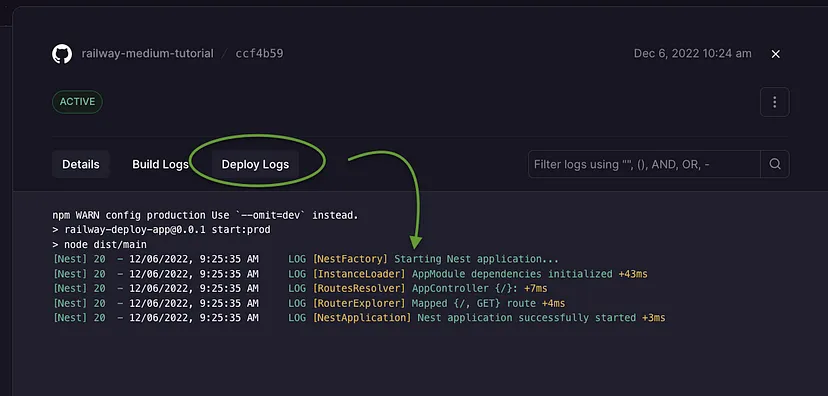 railway-medium-tutorial / ccf4b59 Dec 6, 2022 10:24 am ×
ACTIVE
Details Build Logs Deploy Logs Filter logs using "", (), AND, OR, -
npm WARN config production Use `--omit=dev` instead.
> railway-deploy-app@0.0.1 start:prod
> node dist/main
[Nest] 20 - 12/06/2022, 9:25:35 AM LOG [NestFactory] Starting Nest application...
[Nest] 20 - 12/06/2022, 9:25:35 AM LOG [InstanceLoader] AppModule dependencies initialized +43ms
[Nest] 20 - 12/06/2022, 9:25:35 AM LOG [RoutesResolver] AppController {/}: +7ms
[Nest] 20 - 12/06/2022, 9:25:35 AM LOG [RouterExplorer] Mapped {/, GET} route +4ms
[Nest] 20 - 12/06/2022, 9:25:35 AM LOG [NestApplication] Nest application successfully started +3ms